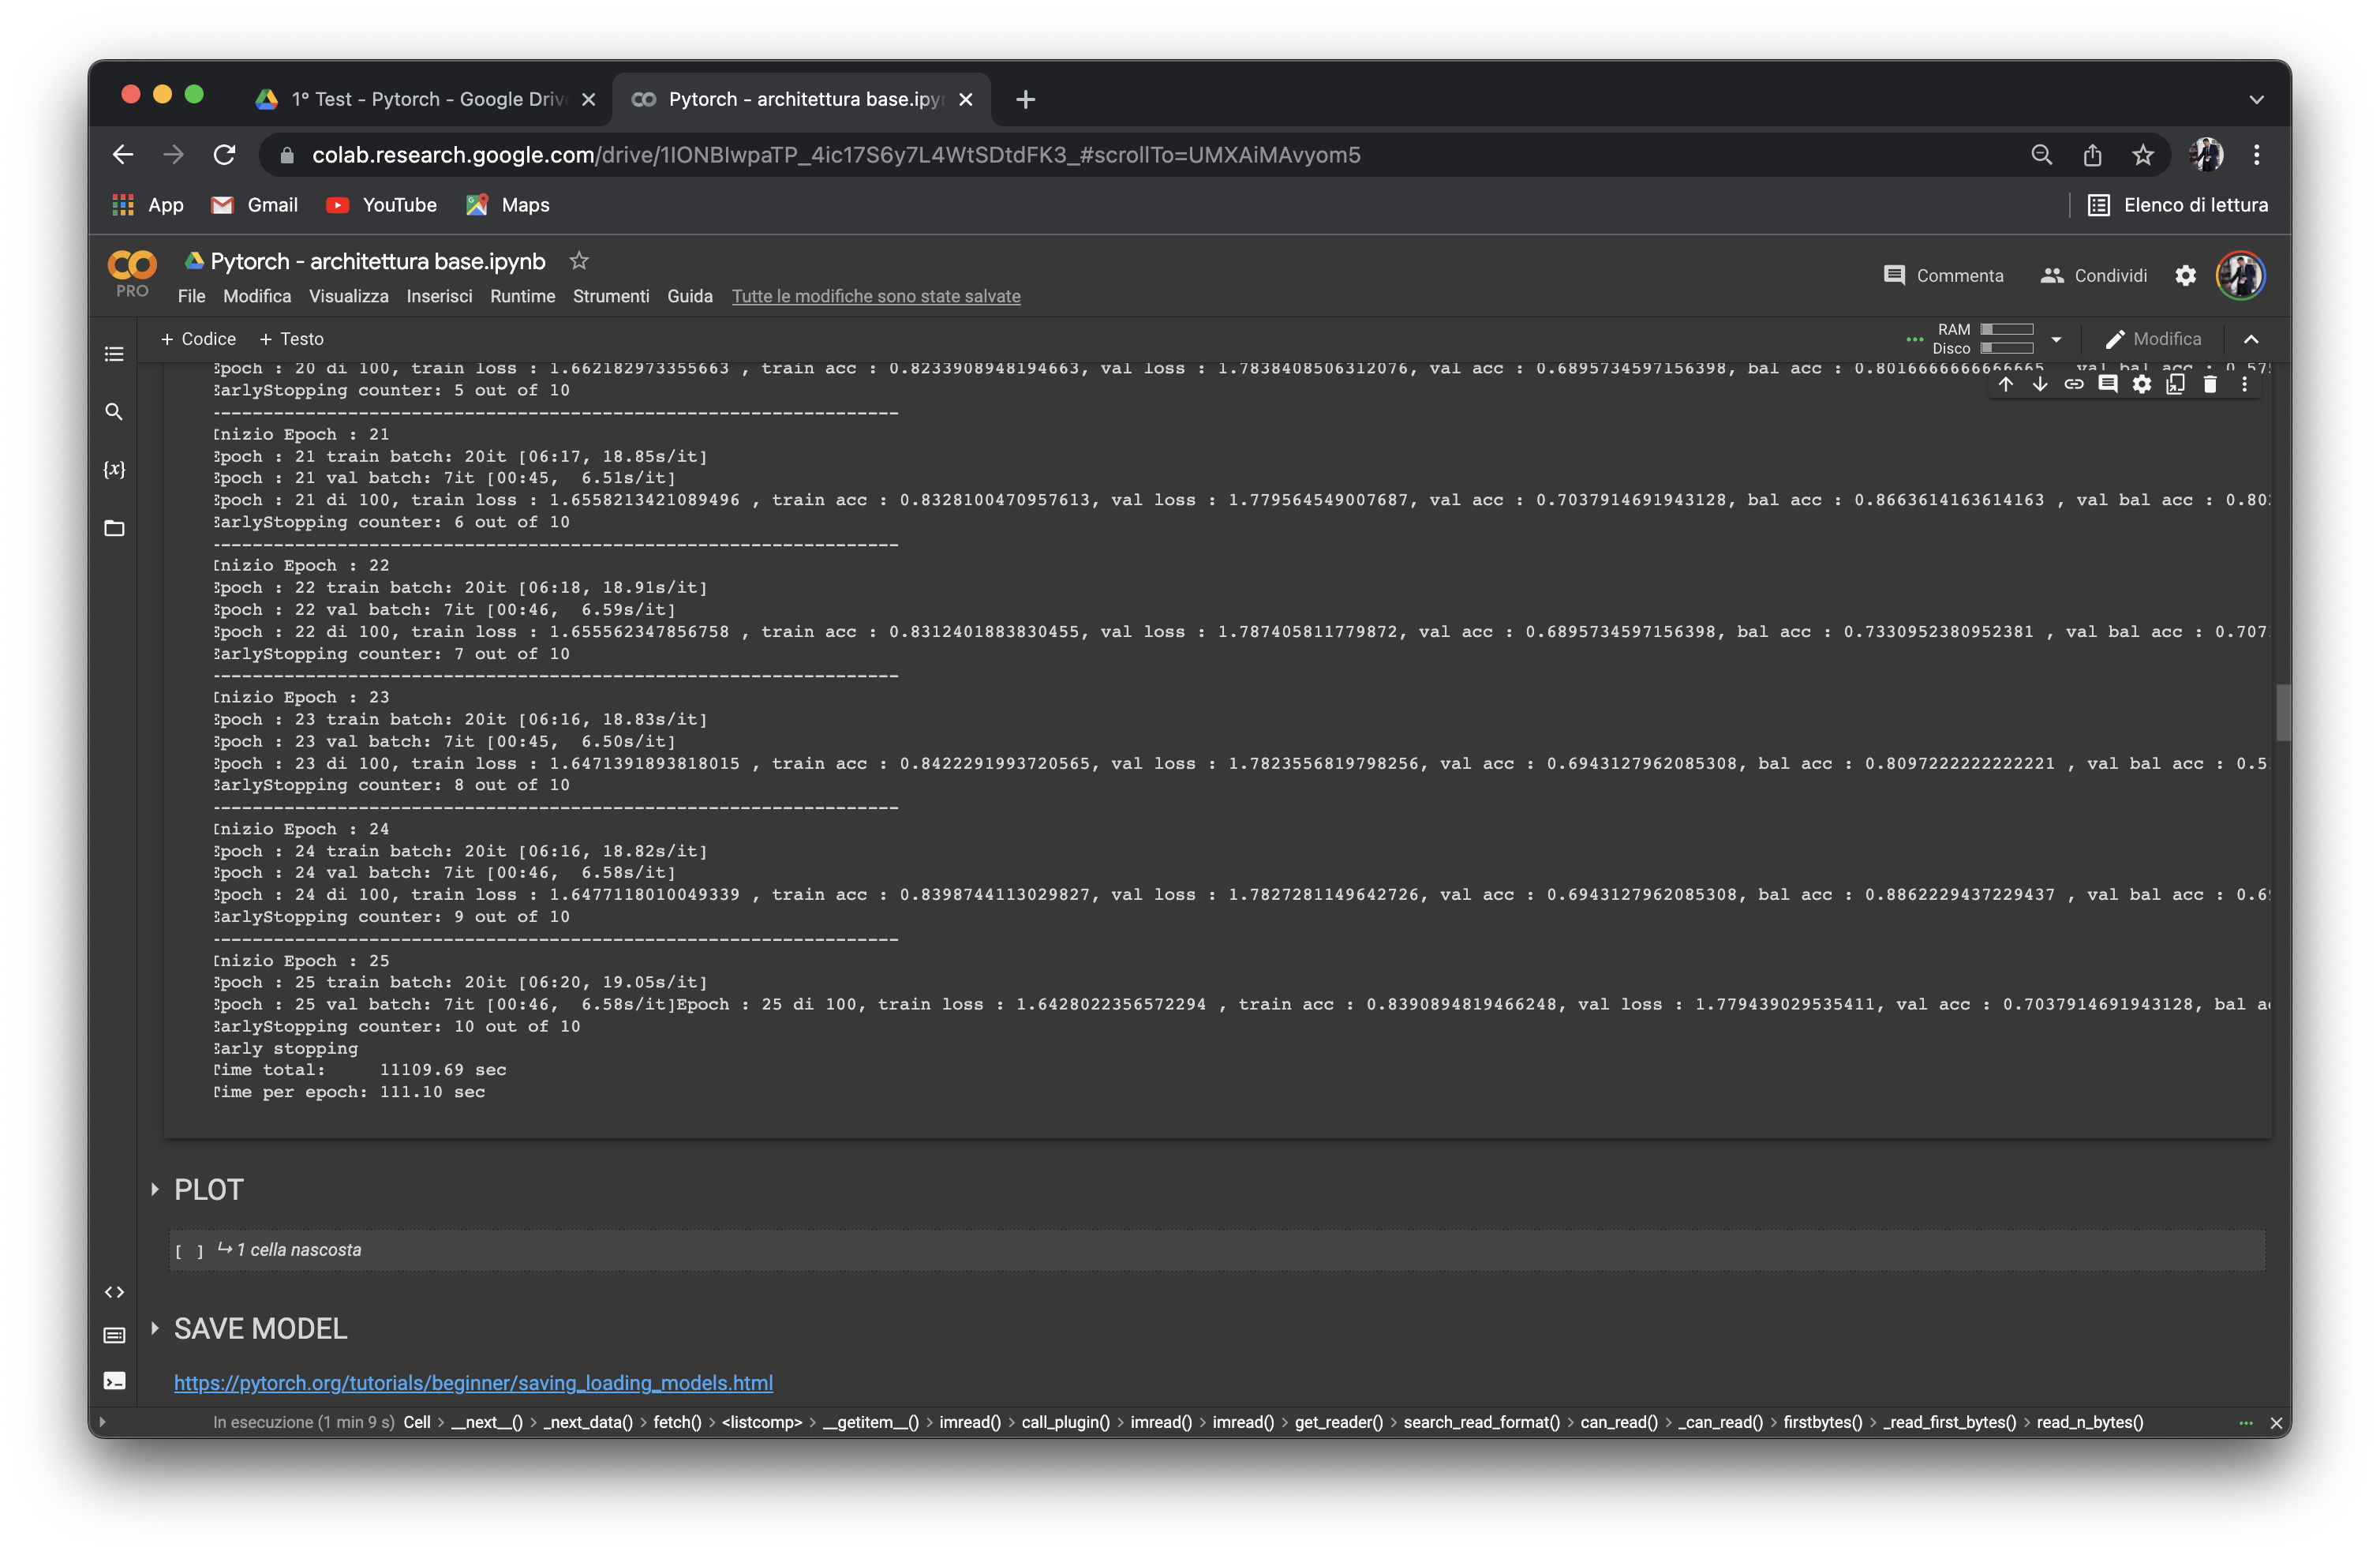 1° Test - Pytorch - Google Drive
Pytorch - architettura base.ipyn
colab.research.google.com/drive/1IONBIwpaTP_4ic17S6y7L4WtSDtdFK3_#scrollTo=UMXAiMAvyom5
App Gmail YouTube Maps Elenco di lettura
PRO
Pytorch - architettura base.ipynb
Commenta Condividi
File Modifica Visualizza Inserisci Runtime Strumenti Guida Tutte le modifiche sono state salvate
+ Codice + Testo
RAM
Disco
Modifica
Epoch : 20 di 100, train loss : 1.662182973355663 , train acc : 0.8233908948194663, val loss : 1.7838408506312076, val acc : 0.6895734597156398, bal acc : 0.8016666666666665 , val bal acc : 0.575
EarlyStopping counter: 5 out of 10
-----------------------------------------------------------------
Inizio Epoch : 21
Epoch : 21 train batch: 20it [06:17, 18.85s/it]
Epoch : 21 val batch: 7it [00:45, 6.51s/it]
Epoch : 21 di 100, train loss : 1.6558213421089496 , train acc : 0.8328100470957613, val loss : 1.779564549007687, val acc : 0.7037914691943128, bal acc : 0.8663614163614163 , val bal acc : 0.80
EarlyStopping counter: 6 out of 10
-----------------------------------------------------------------
Inizio Epoch : 22
Epoch : 22 train batch: 20it [06:18, 18.91s/it]
Epoch : 22 val batch: 7it [00:46, 6.59s/it]
Epoch : 22 di 100, train loss : 1.655562347856758 , train acc : 0.8312401883830455, val loss : 1.787405811779872, val acc : 0.6895734597156398, bal acc : 0.7330952380952381 , val bal acc : 0.707
EarlyStopping counter: 7 out of 10
-----------------------------------------------------------------
Inizio Epoch : 23
Epoch : 23 train batch: 20it [06:16, 18.83s/it]
Epoch : 23 val batch: 7it [00:45, 6.50s/it]
Epoch : 23 di 100, train loss : 1.6471391893818015 , train acc : 0.8422291993720565, val loss : 1.7823556819798256, val acc : 0.6943127962085308, bal acc : 0.8097222222222221 , val bal acc : 0.5
EarlyStopping counter: 8 out of 10
-----------------------------------------------------------------
Inizio Epoch : 24
Epoch : 24 train batch: 20it [06:16, 18.82s/it]
Epoch : 24 val batch: 7it [00:46, 6.58s/it]
Epoch : 24 di 100, train loss : 1.6477118010049339 , train acc : 0.8398744113029827, val loss : 1.7827281149642726, val acc : 0.6943127962085308, bal acc : 0.8862229437229437 , val bal acc : 0.6
EarlyStopping counter: 9 out of 10
-----------------------------------------------------------------
Inizio Epoch : 25
Epoch : 25 train batch: 20it [06:20, 19.05s/it]
Epoch : 25 val batch: 7it [00:46, 6.58s/it]Epoch : 25 di 100, train loss : 1.6428022356572294 , train acc : 0.8390894819466248, val loss : 1.779439029535411, val acc : 0.7037914691943128, bal a
EarlyStopping counter: 10 out of 10
Early stopping
Time total: 11109.69 sec
Time per epoch: 111.10 sec
PLOT
[ ] 1 cella nascosta
SAVE MODEL
https://pytorch.org/tutorials/beginner/saving_loading_models.html
In esecuzione (1 min 9 s) Cell > __next__() > _next_data() > fetch() > <listcomp> > __getitem__() > imread() > call_plugin() > imread() > imread() > get_reader() > search_read_format() > can_read() > _can_read() > firstbytes() > _read_first_bytes() > read_n_bytes()